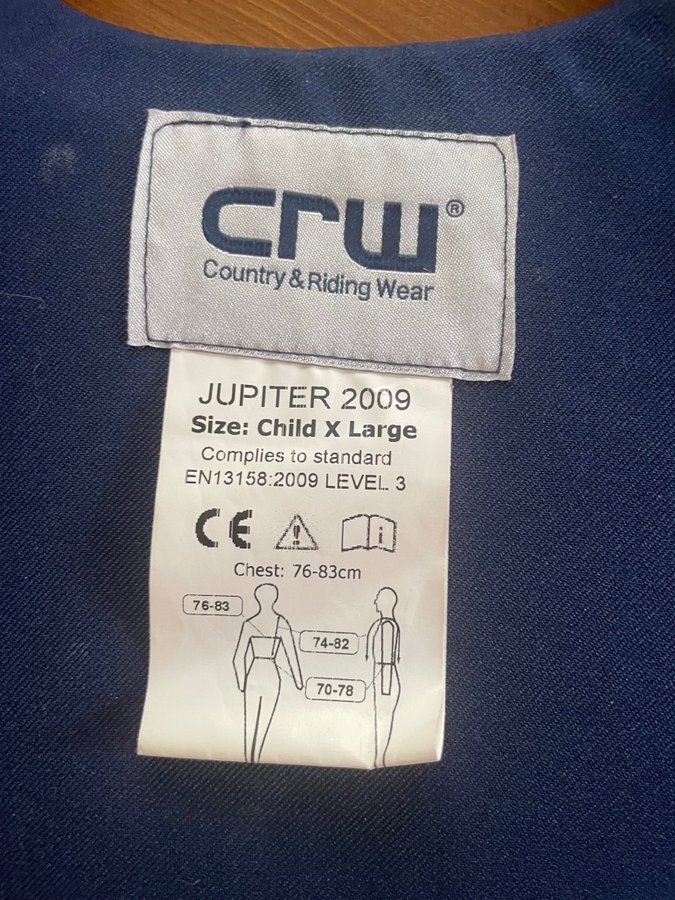 crw®
Country & Riding Wear
JUPITER 2009
Size: Child X Large
Complies to standard
EN13158:2009 LEVEL 3
CE
Chest: 76-83cm
76-83
74-82
70-78